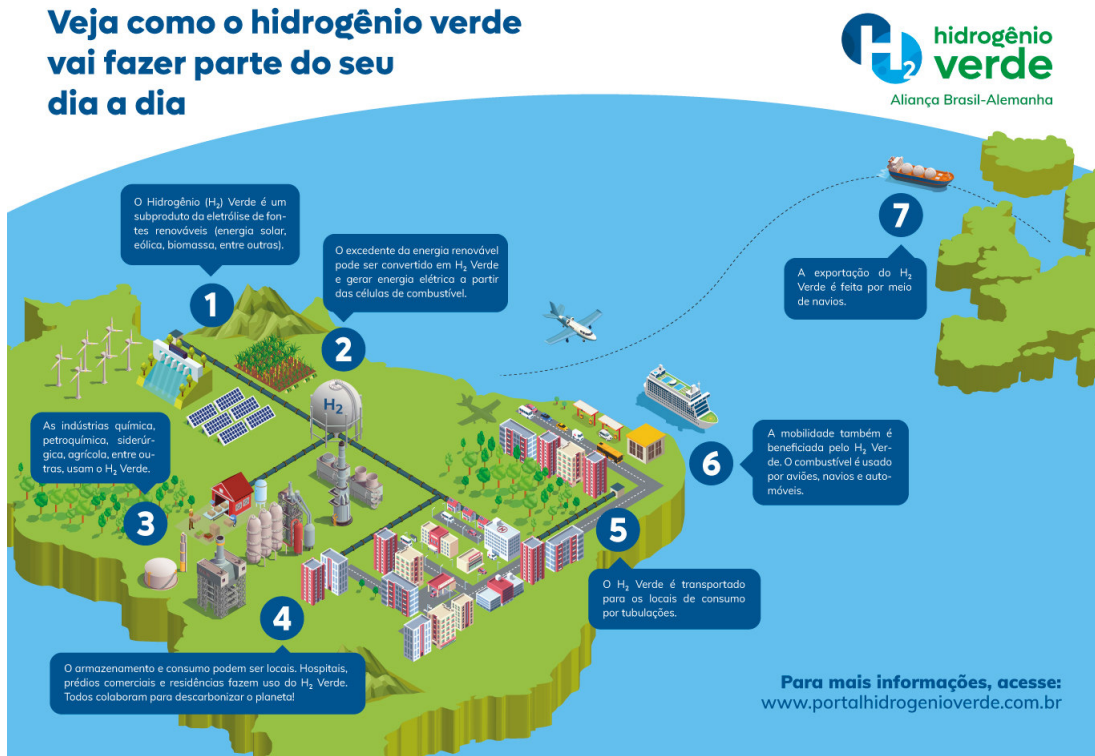 Veja como o hidrogênio verde
vai fazer parte do seu
dia a dia
H2
hidrogênio
verde
Aliança Brasil-Alemanha
O Hidrogênio (H₂) Verde é um
subproduto da eletrólise de fon-
tes renováveis (energia solar,
eólica, biomassa, entre outras).
1
O excedente da energia renovável
pode ser convertido em H₂ Verde
e gerar energia elétrica a partir
das células de combustível.
2
H₂
As indústrias química,
petroquímica, siderúr-
gica, agrícola, entre ou-
tras, usam o H₂ Verde.
3
4
O armazenamento e consumo podem ser locais. Hospitais,
prédios comerciais e residências fazem uso do H₂ Verde.
Todos colaboram para descarbonizar o planeta!
5
O H₂ Verde é transportado
para os locais de consumo
por tubulações.
6
A mobilidade também é
beneficiada pelo H₂ Ver-
de. O combustível é usado
por aviões, navios e auto-
móveis.
7
A exportação do H₂
Verde é feita por meio
de navios.
Para mais informações, acesse:
www.portalhidrogenioverde.com.br